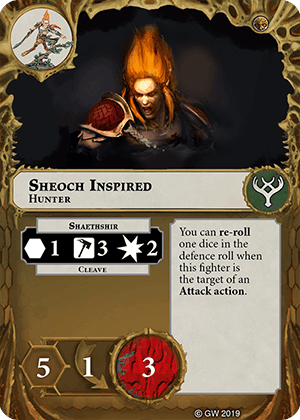 Sheoch Inspired
Hunter
Shaethshir
1 3 2
Cleave
You can re-roll
one dice in the
defence roll when
this fighter is
the target of an
Attack action.
5 1 3
© GW 2019